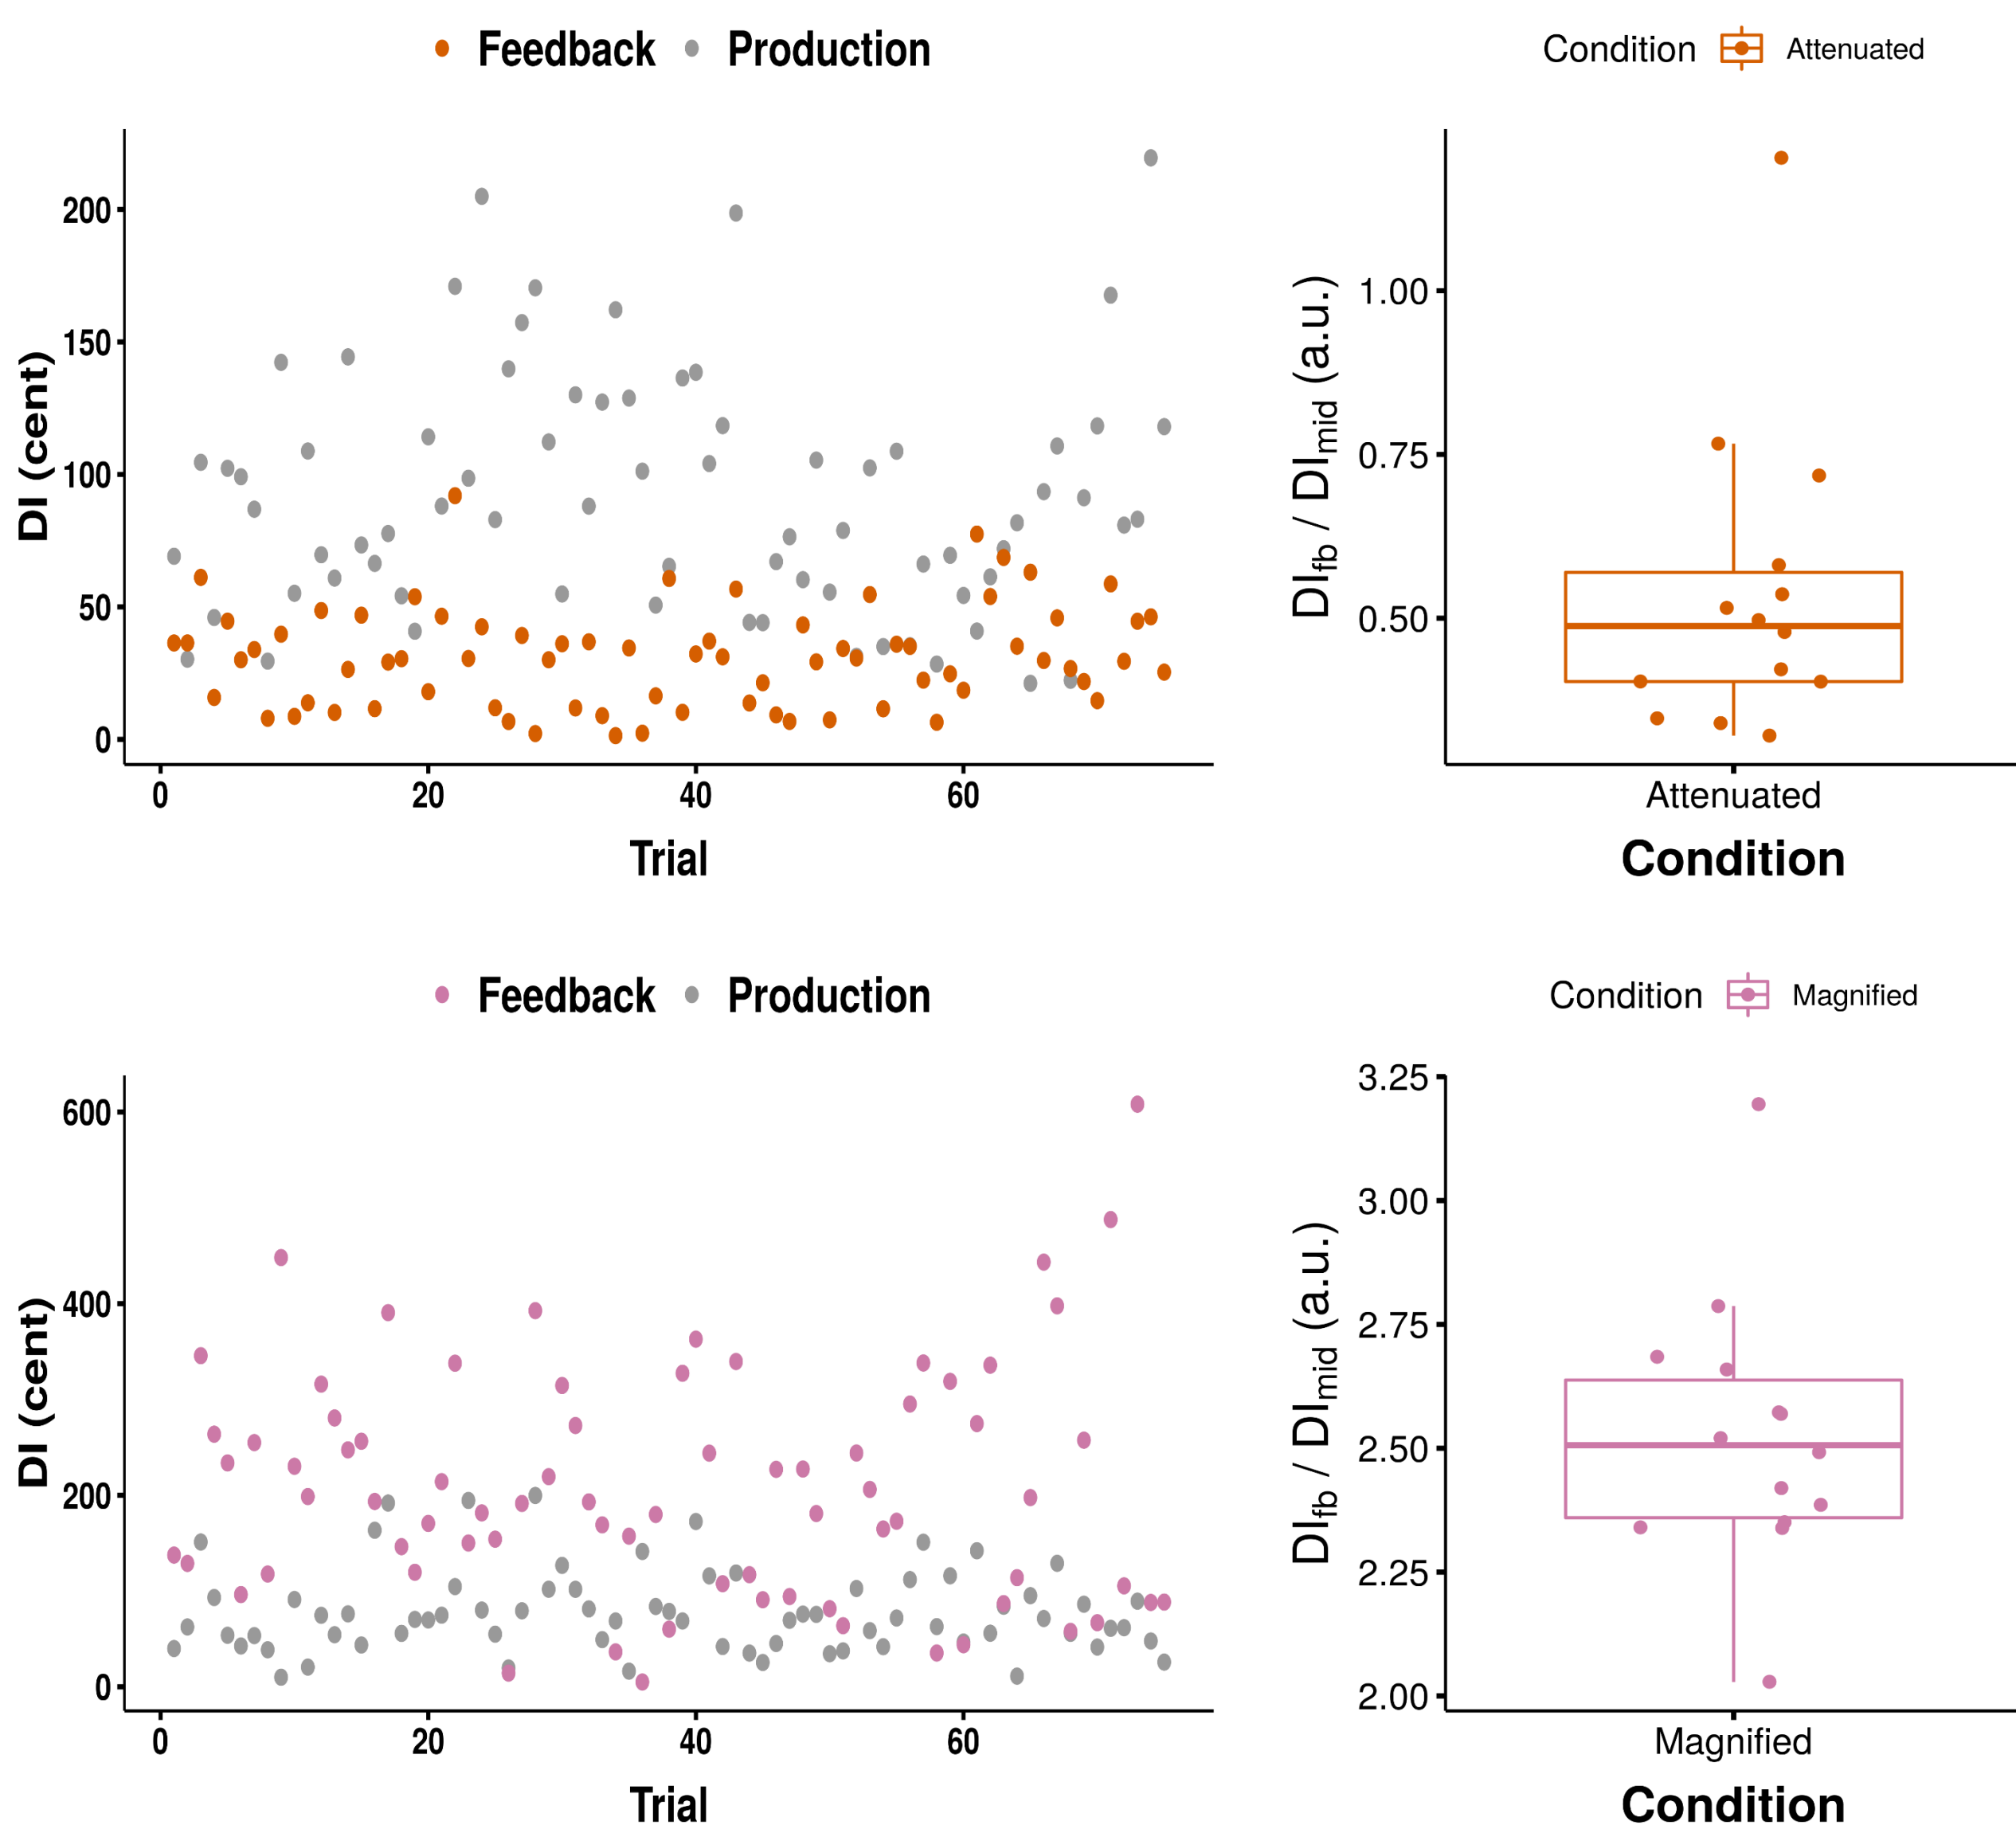 Feedback Production
DI (cent)
200
150
100
50
0
0 20 40 60
Trial
Condition Attenuated
DIfb / DImid (a.u.)
1.00
0.75
0.50
Attenuated
Condition
Feedback Production
DI (cent)
600
400
200
0
0 20 40 60
Trial
Condition Magnified
DIfb / DImid (a.u.)
3.25
3.00
2.75
2.50
2.25
2.00
Magnified
Condition